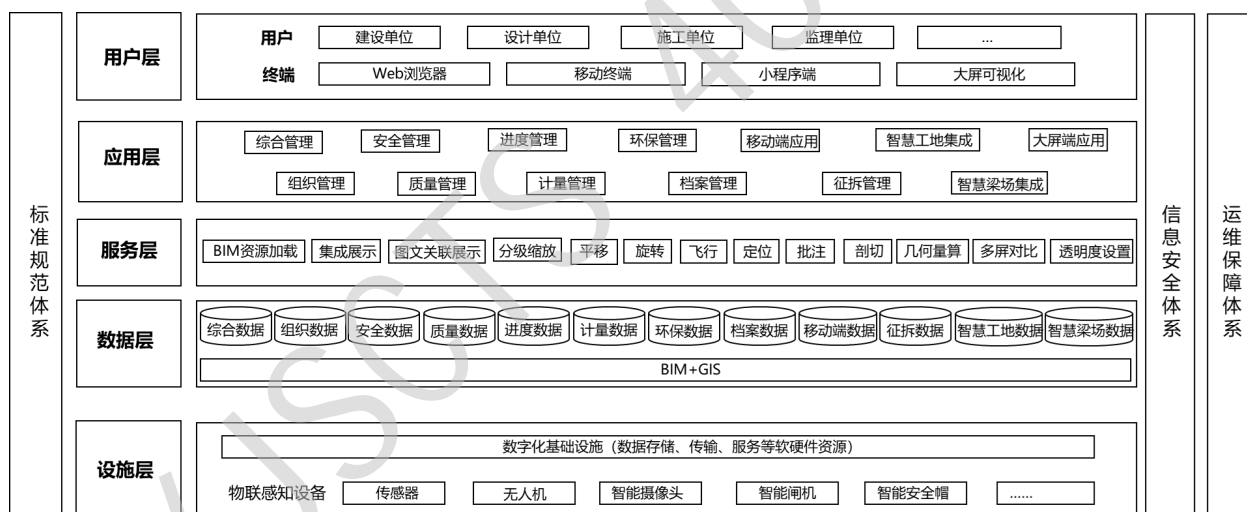 标准规范体系
用户层
用户 建设单位 设计单位 施工单位 监理单位 ...
终端 Web浏览器 移动终端 小程序端 大屏可视化
应用层
综合管理 安全管理 进度管理 环保管理 移动端应用 智慧工地集成 大屏端应用
组织管理 质量管理 计量管理 档案管理 征拆管理 智慧梁场集成
服务层
BIM资源加载 集成展示 图文关联展示 分级缩放 平移 旋转 飞行 定位 批注 剖切 几何量算 多屏对比 透明度设置
数据层
综合数据 组织数据 安全数据 质量数据 进度数据 计量数据 环保数据 档案数据 移动端数据 征拆数据 智慧工地数据 智慧梁场数据
BIM+GIS
设施层
数字化基础设施（数据存储、传输、服务等软硬件资源）
物联感知设备 传感器 无人机 智能摄像头 智能闸机 智能安全帽 ......
信息安全体系
运维保障体系